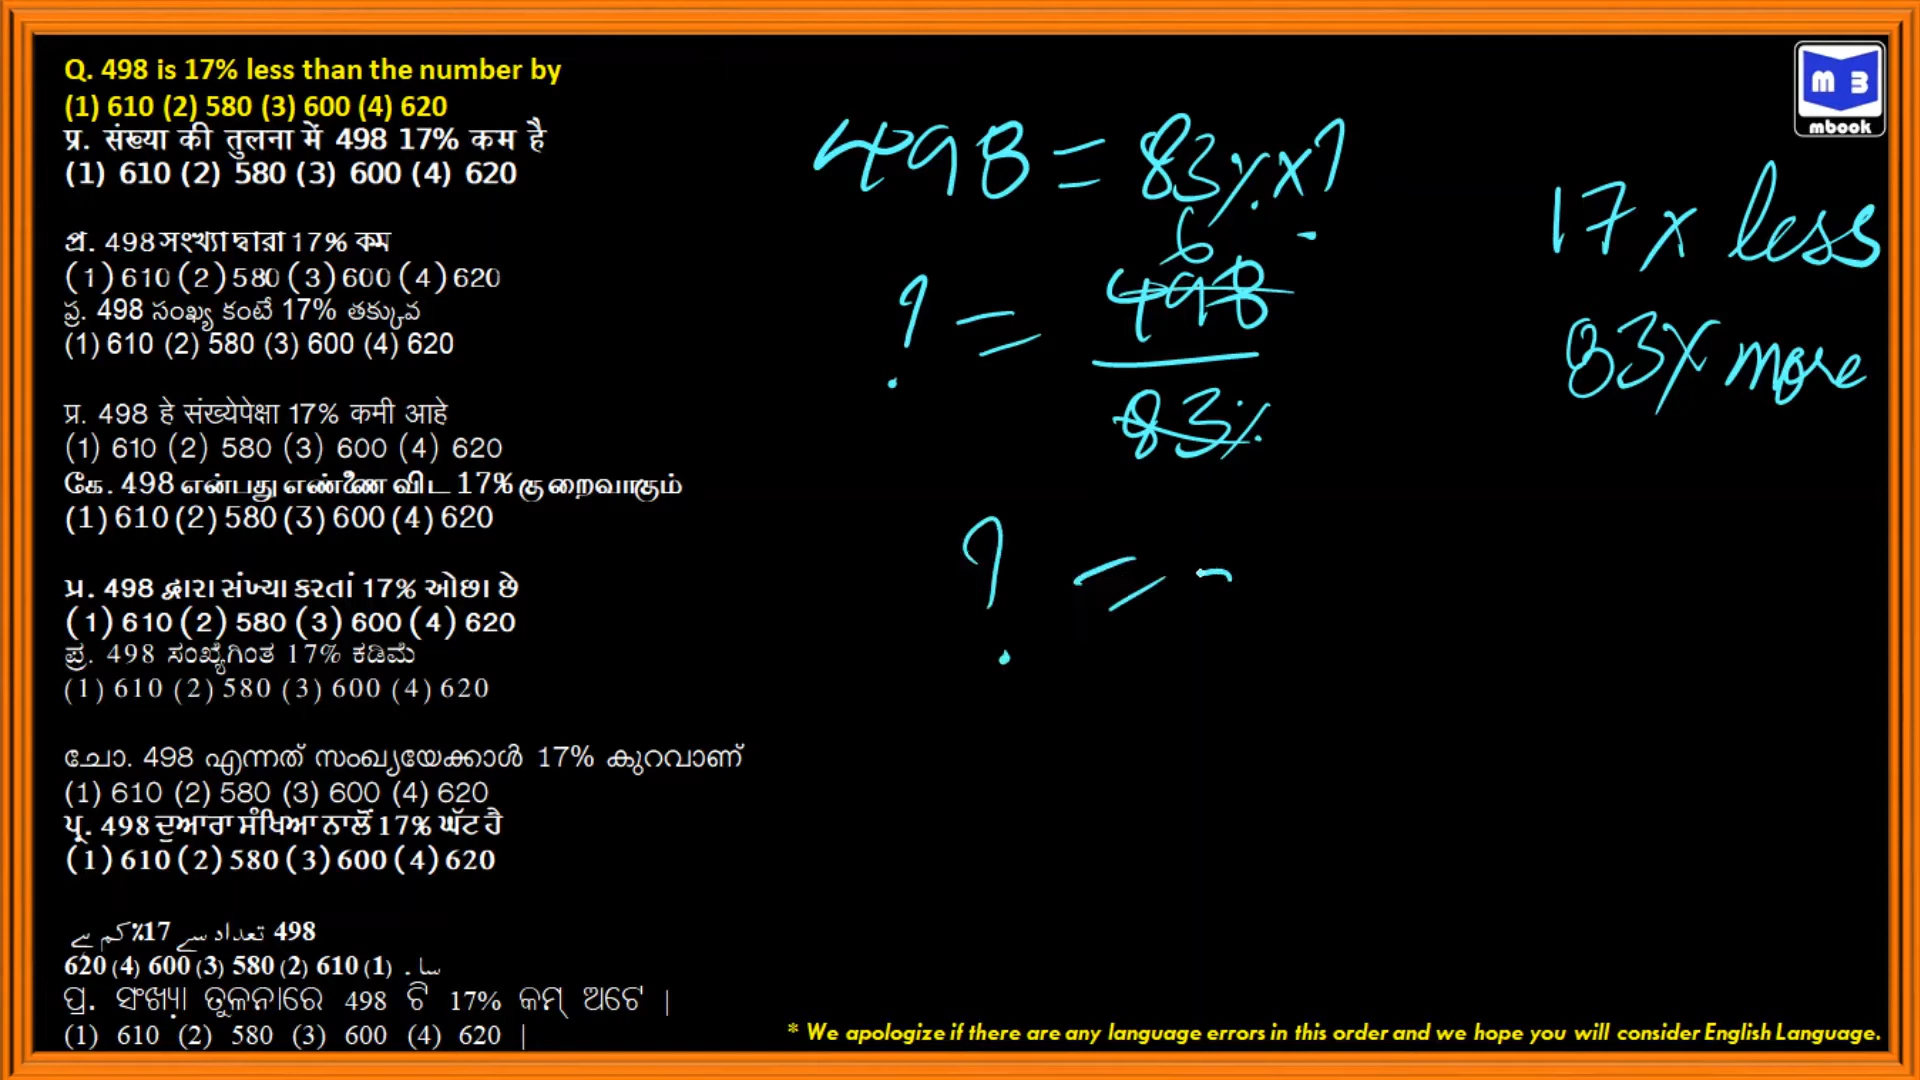 Q. 498 is 17% less than the number by
(1) 610 (2) 580 (3) 600 (4) 620
प्र. संख्या की तुलना में 498 17% कम है
(1) 610 (2) 580 (3) 600 (4) 620
প্র. 498 সংখ্যা দ্বারা 17% কম
(1) 610 (2) 580 (3) 600 (4) 620
ప్ర. 498 సంఖ్య కంటే 17% తక్కువ
(1) 610 (2) 580 (3) 600 (4) 620
प्र. 498 हे संख्येपेक्षा 17% कमी आहे
(1) 610 (2) 580 (3) 600 (4) 620
கே. 498 என்பது எண்ணை விட 17% குறைவாகும்
(1) 610 (2) 580 (3) 600 (4) 620
પ્ર. 498 દ્વારા સંખ્યા કરતાં 17% ઓછા છે
(1) 610 (2) 580 (3) 600 (4) 620
ಪ್ರ. 498 ಸಂಖ್ಯೆಗಿಂತ 17% ಕಡಿಮೆ
(1) 610 (2) 580 (3) 600 (4) 620
ചോ. 498 എന്നത് സംഖ്യയേക്കാൾ 17% കുറവാണ്
(1) 610 (2) 580 (3) 600 (4) 620
ਪ੍ਰ. 498 ਦੁਆਰਾ ਸੰਖਿਆ ਨਾਲੋਂ 17% ਘੱਟ ਹੈ
(1) 610 (2) 580 (3) 600 (4) 620
498 تعداد سے 17٪ کم ہے
سا۔ (1) 610 (2) 580 (3) 600 (4) 620
ପ୍ର. ସଂଖ୍ୟା ତୁଳନାରେ 498 ଟି 17% କମ୍ ଅଟେ |
(1) 610 (2) 580 (3) 600 (4) 620 |
498 = 83% × ?
6
? = 498
83%
? =
17% less
83% more
M 3
mbook
* We apologize if there are any language errors in this order and we hope you will consider English Language.